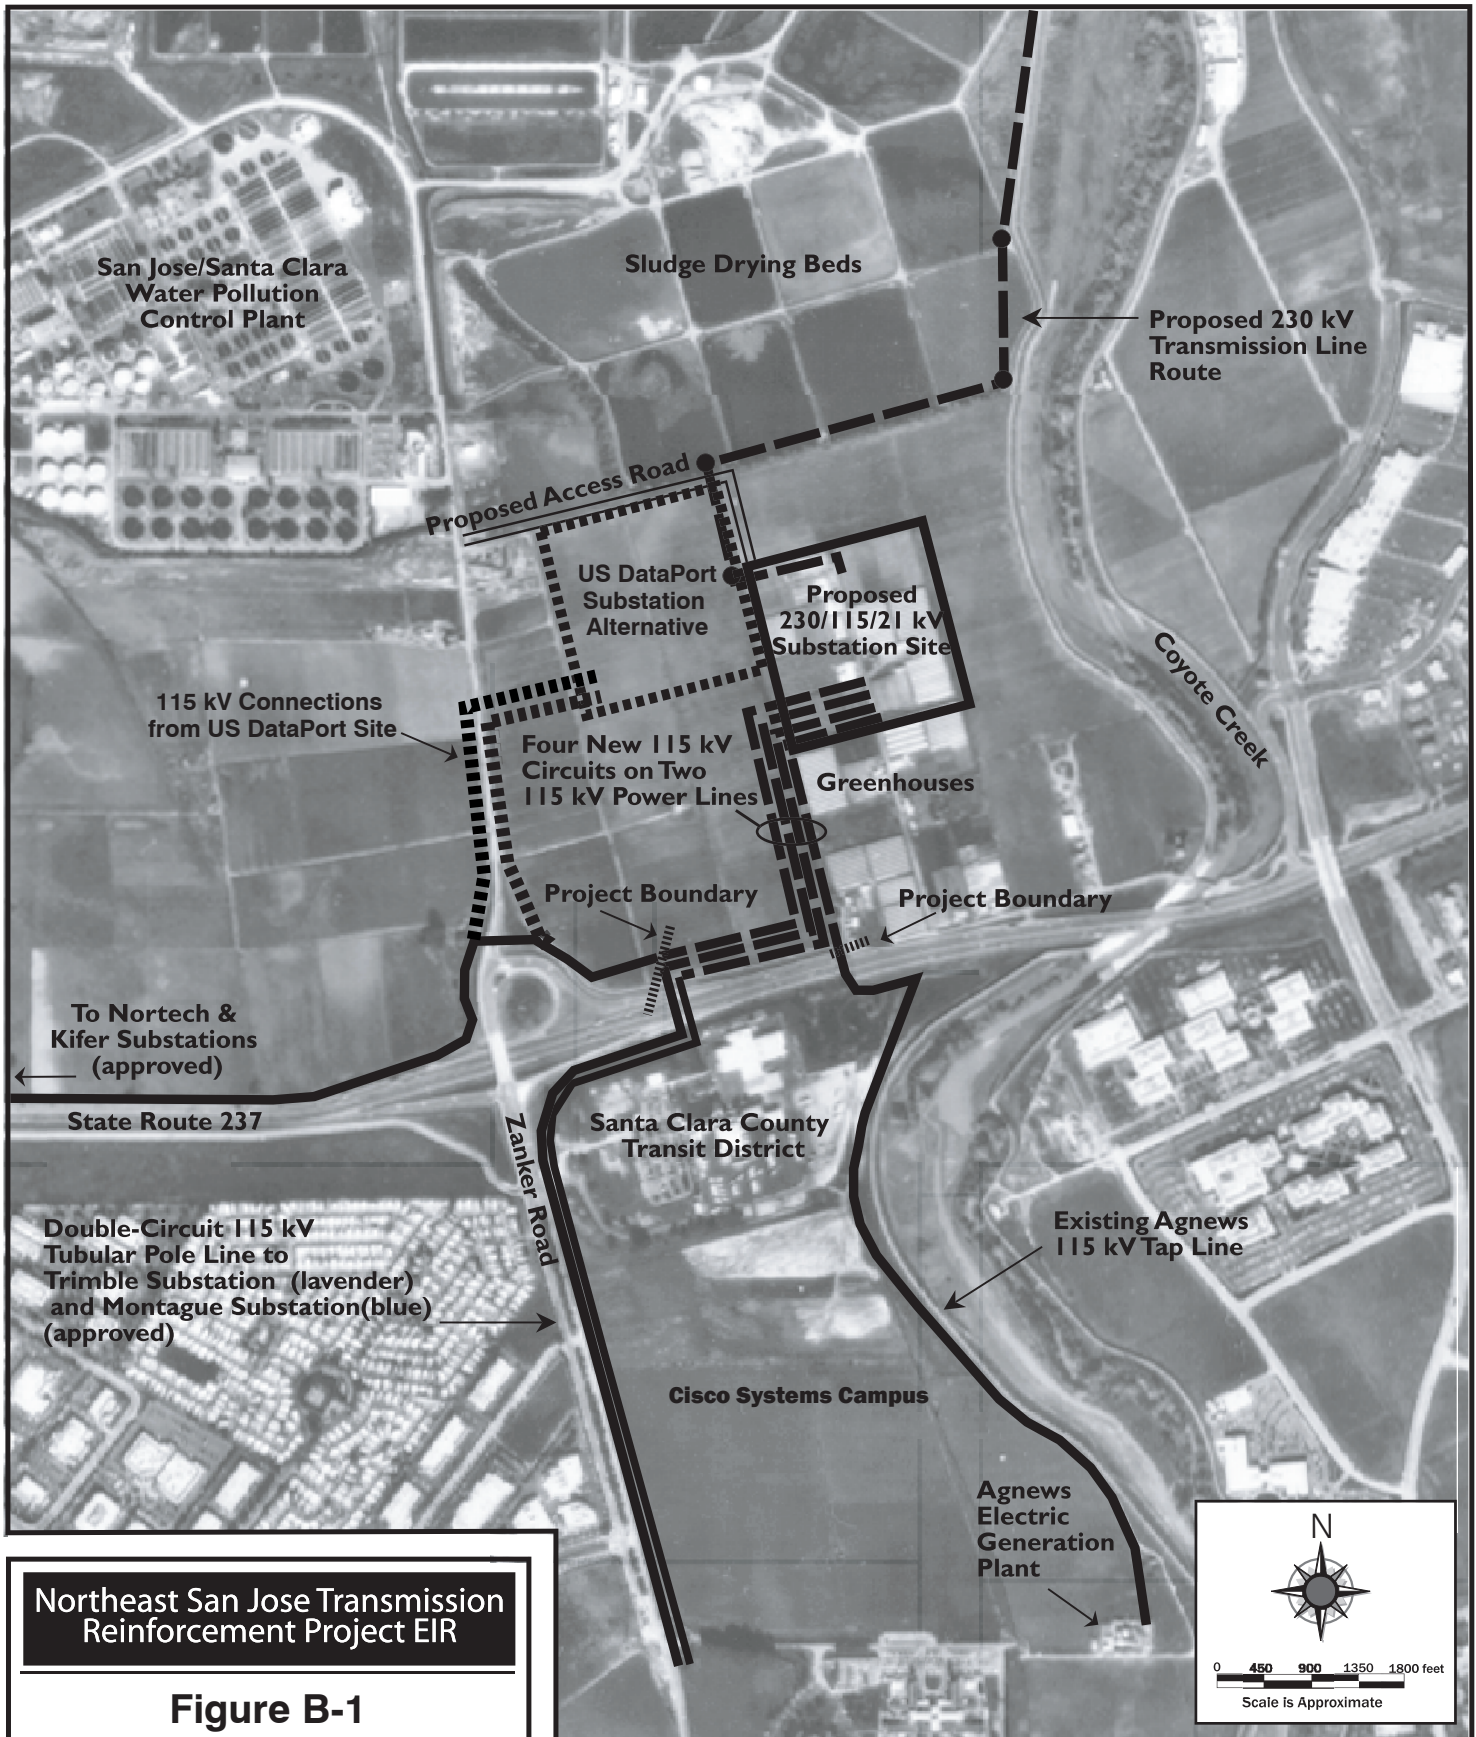 San Jose/Santa Clara
Water Pollution
Control Plant
Sludge Drying Beds
Proposed 230 kV
Transmission Line
Route
Proposed Access Road
US DataPort
Substation
Alternative
Proposed
230/115/21 kV
Substation Site
Coyote Creek
115 kV Connections
from US DataPort Site
Four New 115 kV
Circuits on Two
115 kV Power Lines
Greenhouses
Project Boundary
Project Boundary
To Nortech &
Kifer Substations
(approved)
State Route 237
Zanker Road
Santa Clara County
Transit District
Double-Circuit 115 kV
Tubular Pole Line to
Trimble Substation (lavender)
and Montague Substation(blue)
(approved)
Existing Agnews
115 kV Tap Line
Cisco Systems Campus
Agnews
Electric
Generation
Plant
N
0 450 900 1350 1800 feet
Scale is Approximate
Northeast San Jose Transmission
Reinforcement Project EIR
Figure B-1